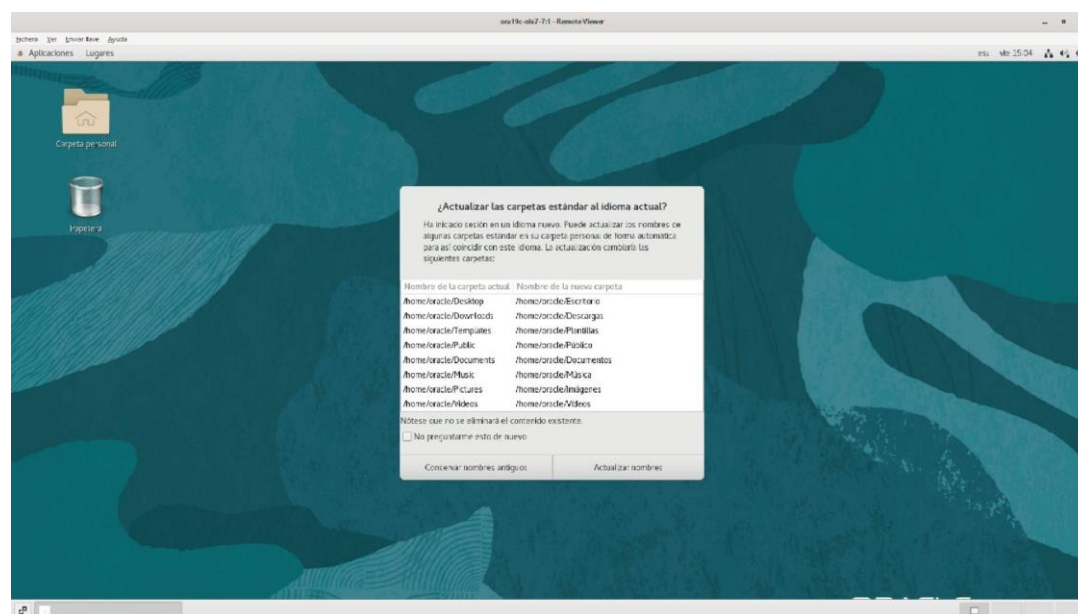 ora19c-olx7-7:1 - Remote Viewer
Fichero Ver Enviar llave Ayuda
Aplicaciones Lugares
vie 15:04
Carpeta personal
Papelera
¿Actualizar las carpetas estándar al idioma actual?
Ha iniciado sesión en un idioma nuevo. Puede actualizar los nombres de
algunas carpetas estándar en su carpeta personal de forma automática
para así coincidir con este idioma. La actualización cambiaría las
siguientes carpetas:
Nombre de la carpeta actual Nombre de la nueva carpeta
/home/oracle/Desktop /home/oracle/Escritorio
/home/oracle/Downloads /home/oracle/Descargas
/home/oracle/Templates /home/oracle/Plantillas
/home/oracle/Public /home/oracle/Público
/home/oracle/Documents /home/oracle/Documentos
/home/oracle/Music /home/oracle/Música
/home/oracle/Pictures /home/oracle/Imágenes
/home/oracle/Videos /home/oracle/Vídeos
Nótese que no se eliminará el contenido existente.
No preguntarme esto de nuevo
Conservar nombres antiguos Actualizar nombres